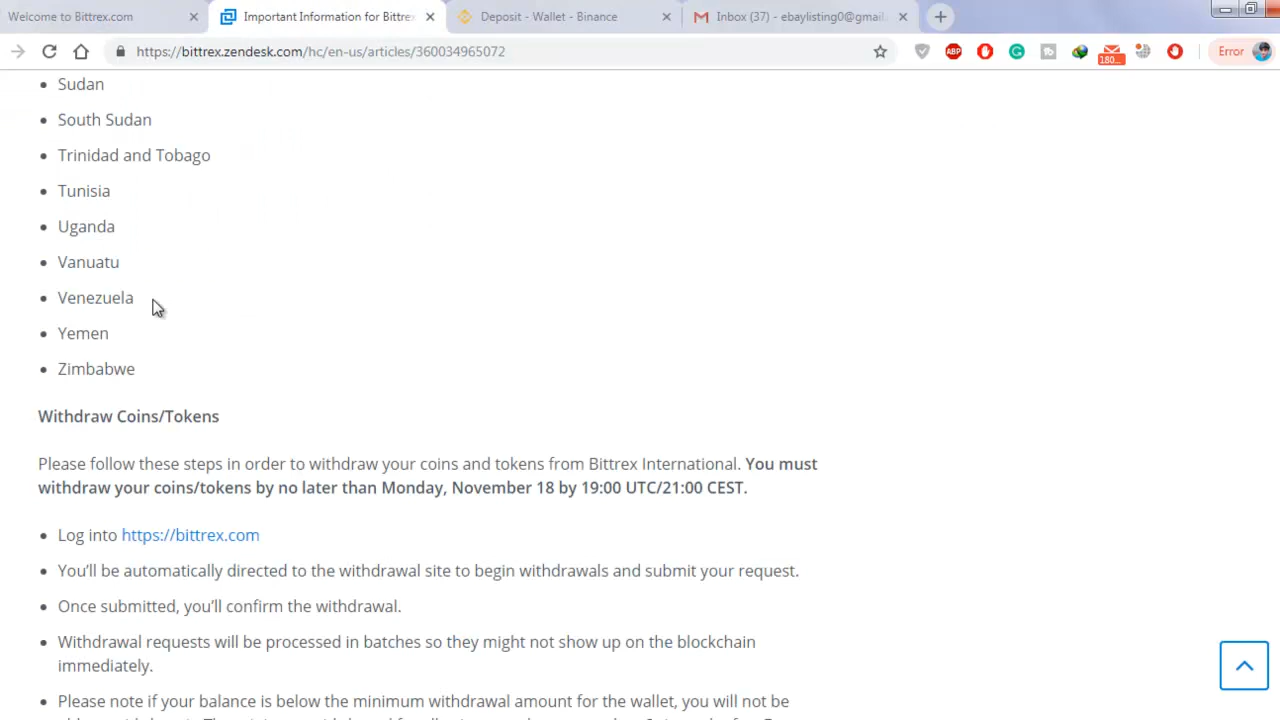 Welcome to Bittrex.com
Important Information for Bittrex
Deposit - Wallet - Binance
Inbox (37) - ebaylisting0@gmail.
https://bittrex.zendesk.com/hc/en-us/articles/360034965072
ABP
180...
Error
Sudan
South Sudan
Trinidad and Tobago
Tunisia
Uganda
Vanuatu
Venezuela
Yemen
Zimbabwe
Withdraw Coins/Tokens
Please follow these steps in order to withdraw your coins and tokens from Bittrex International. You must
withdraw your coins/tokens by no later than Monday, November 18 by 19:00 UTC/21:00 CEST.
Log into https://bittrex.com
You’ll be automatically directed to the withdrawal site to begin withdrawals and submit your request.
Once submitted, you’ll confirm the withdrawal.
Withdrawal requests will be processed in batches so they might not show up on the blockchain
immediately.
Please note if your balance is below the minimum withdrawal amount for the wallet, you will not be